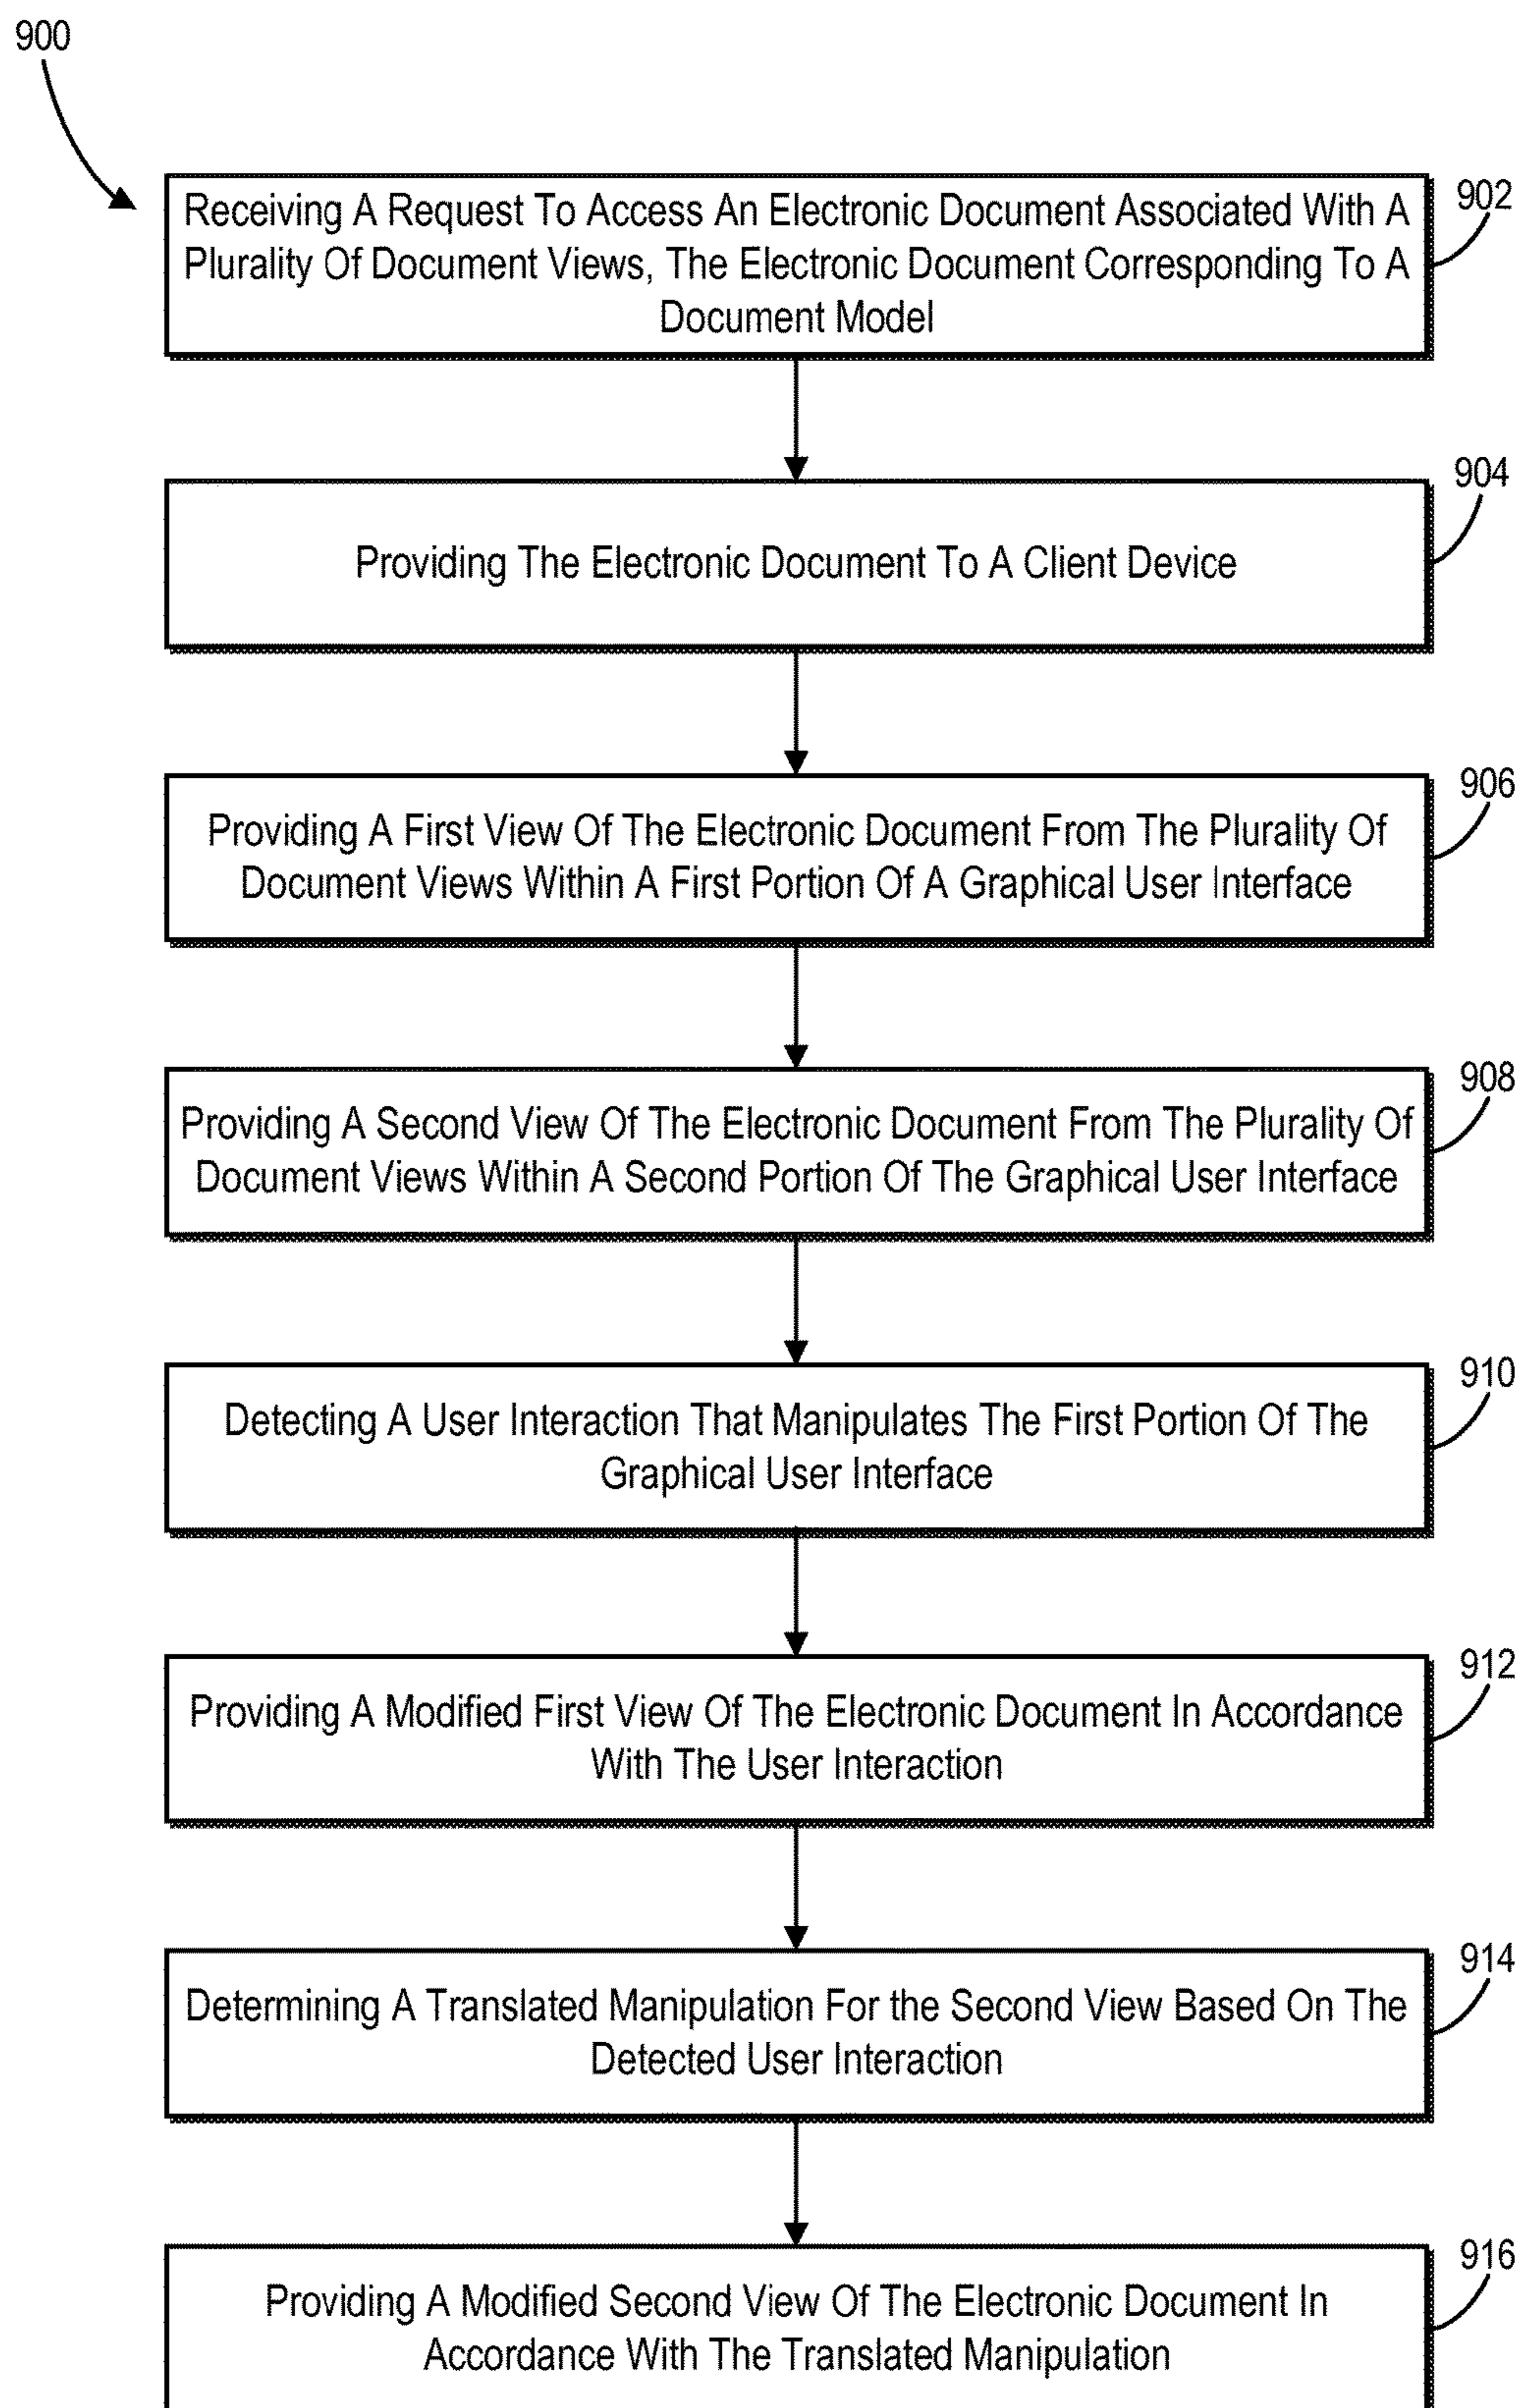 900
Receiving A Request To Access An Electronic Document Associated With A
Plurality Of Document Views, The Electronic Document Corresponding To A
Document Model
902
Providing The Electronic Document To A Client Device
904
Providing A First View Of The Electronic Document From The Plurality Of
Document Views Within A First Portion Of A Graphical User Interface
906
Providing A Second View Of The Electronic Document From The Plurality Of
Document Views Within A Second Portion Of The Graphical User Interface
908
Detecting A User Interaction That Manipulates The First Portion Of The
Graphical User Interface
910
Providing A Modified First View Of The Electronic Document In Accordance
With The User Interaction
912
Determining A Translated Manipulation For the Second View Based On The
Detected User Interaction
914
Providing A Modified Second View Of The Electronic Document In
Accordance With The Translated Manipulation
916